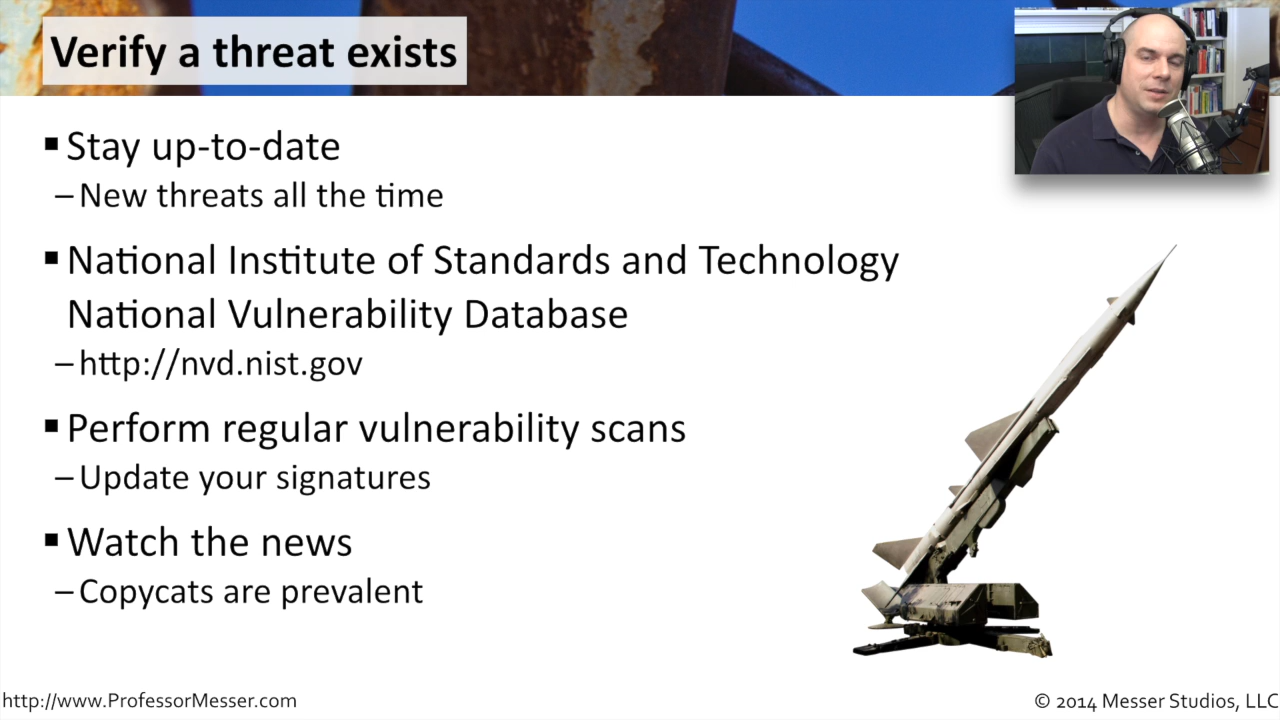 Verify a threat exists
▪ Stay up-to-date
– New threats all the time
▪ National Institute of Standards and Technology
National Vulnerability Database
– http://nvd.nist.gov
▪ Perform regular vulnerability scans
– Update your signatures
▪ Watch the news
– Copycats are prevalent
http://www.ProfessorMesser.com
© 2014 Messer Studios, LLC